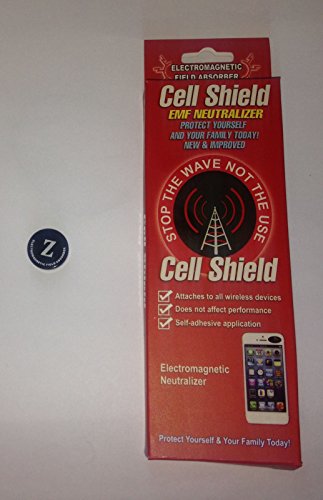 ELECTROMAGNETIC
FIELD ABSORBER
Cell Shield
EMF NEUTRALIZER
PROTECT YOURSELF
AND YOUR FAMILY TODAY!
NEW & IMPROVED
STOP THE WAVE NOT THE USE
Cell Shield
Attaches to all wireless devices
Does not affect performance
Self-adhesive application
Electromagnetic
Neutralizer
Protect Yourself & Your Family Today!
Z